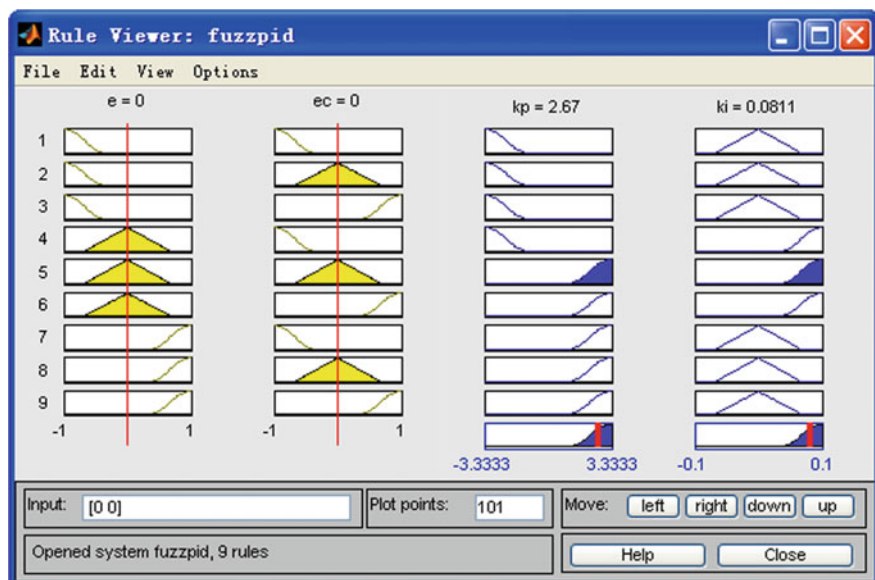 Rule Viewer: fuzzpid
File Edit View Options
e = 0 ec = 0 kp = 2.67 ki = 0.0811
1
2
3
4
5
6
7
8
9
-1 1 -1 1
-3.3333 3.3333 -0.1 0.1
Input: [0 0] Plot points: 101 Move: left right down up
Opened system fuzzpid, 9 rules Help Close